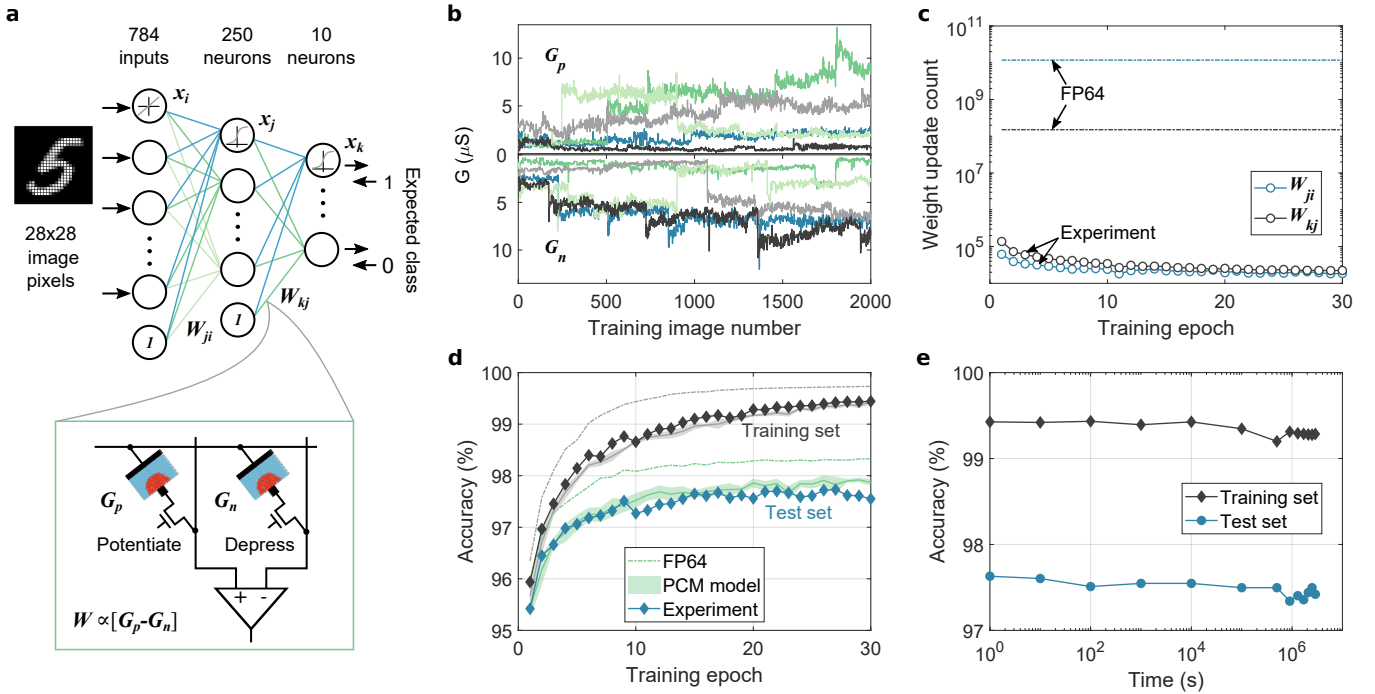 a
784
inputs
250
neurons
10
neurons
x_i
x_j
x_k
28x28
image
pixels
1
0
Expected class
1
1
W_ji
W_kj
G_p
G_n
Potentiate
Depress
+ -
W ∝[G_p-G_n]
b
G (μS)
10
5
0
5
10
G_p
G_n
0
500
1000
1500
2000
Training image number
c
Weight update count
10^11
10^9
10^7
10^5
FP64
Experiment
W_ji
W_kj
0
10
20
30
Training epoch
d
Accuracy (%)
100
99
98
97
96
95
Training set
Test set
FP64
PCM model
Experiment
0
10
20
30
Training epoch
e
Accuracy (%)
100
99
98
97
Training set
Test set
10^0
10^2
10^4
10^6
Time (s)